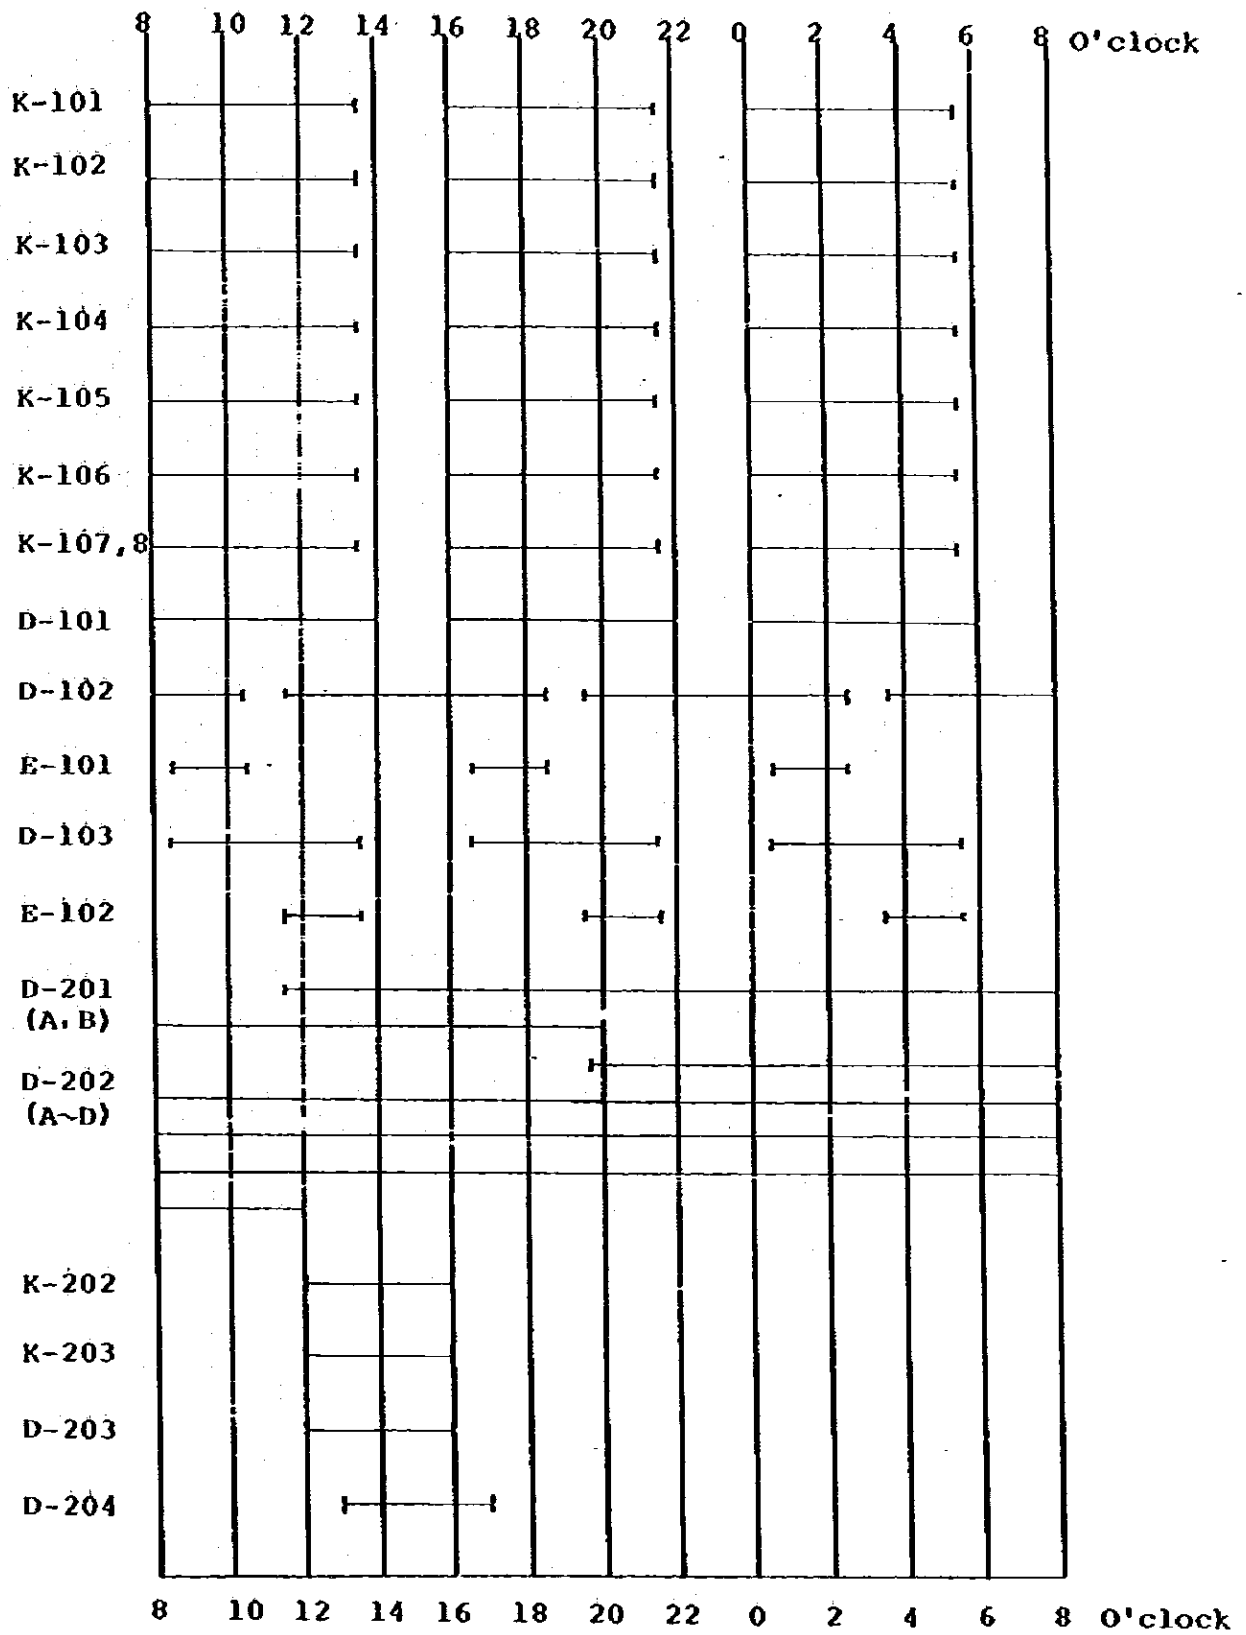 8 10 12 14 16 18 20 22 0 2 4 6 8 O'clock
K-101
K-102
K-103
K-104
K-105
K-106
K-107,8
D-101
D-102
E-101
D-103
E-102
D-201
(A,B)
D-202
(A~D)
K-202
K-203
D-203
D-204
8 10 12 14 16 18 20 22 0 2 4 6 8 O'clock